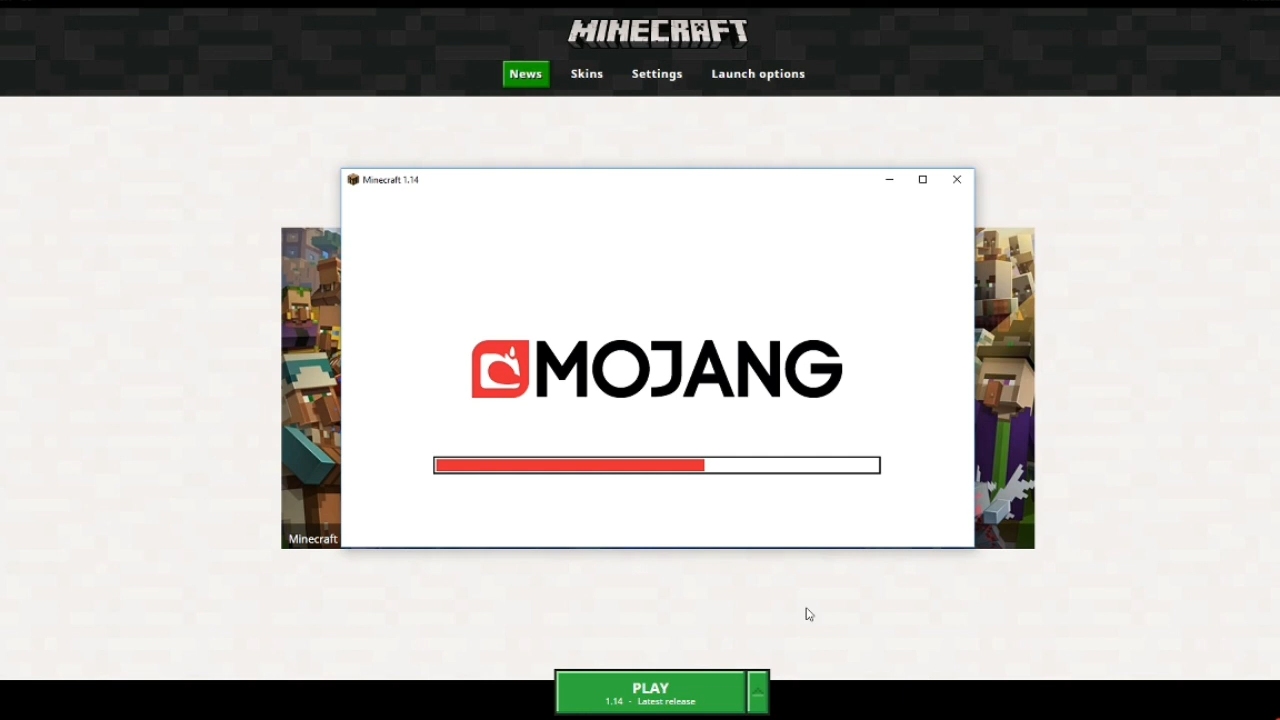 MINECRAFT
News Skins Settings Launch options
Minecraft 1.14
MOJANG
Minecraft
PLAY
1.14 - Latest release